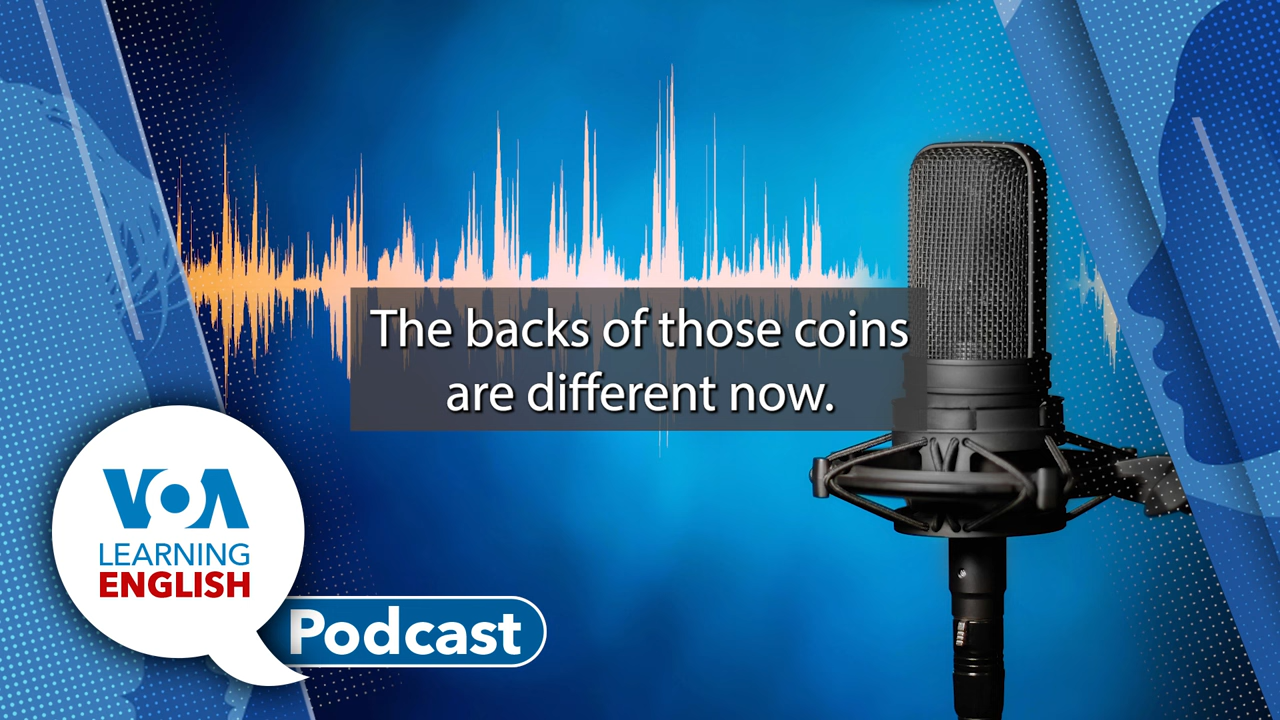 The backs of those coins
are different now.
VOA
LEARNING
ENGLISH
Podcast